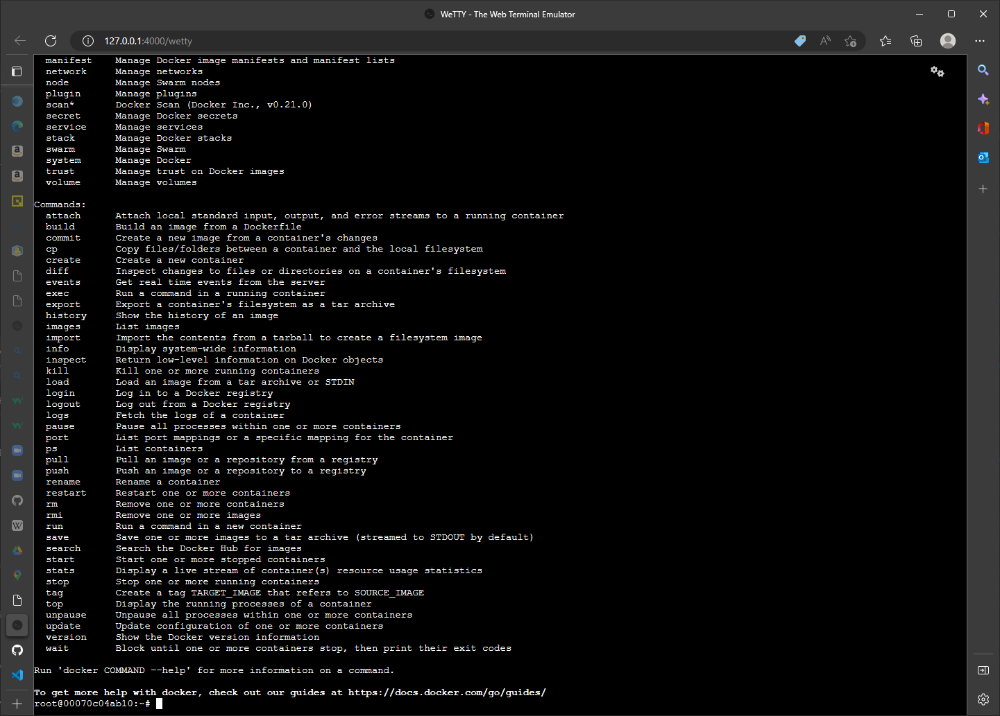 WeTTY - The Web Terminal Emulator
127.0.0.1:4000/wetty
manifest    Manage Docker image manifests and manifest lists
network     Manage networks
node        Manage Swarm nodes
plugin      Manage plugins
scan*       Docker Scan (Docker Inc., v0.21.0)
secret      Manage Docker secrets
service     Manage services
stack       Manage Docker stacks
swarm       Manage Swarm
system      Manage Docker
trust       Manage trust on Docker images
volume      Manage volumes
Commands:
attach      Attach local standard input, output, and error streams to a running container
build       Build an image from a Dockerfile
commit      Create a new image from a container's changes
cp          Copy files/folders between a container and the local filesystem
create      Create a new container
diff        Inspect changes to files or directories on a container's filesystem
events      Get real time events from the server
exec        Run a command in a running container
export      Export a container's filesystem as a tar archive
history     Show the history of an image
images      List images
import      Import the contents from a tarball to create a filesystem image
info        Display system-wide information
inspect     Return low-level information on Docker objects
kill        Kill one or more running containers
load        Load an image from a tar archive or STDIN
login       Log in to a Docker registry
logout      Log out from a Docker registry
logs        Fetch the logs of a container
pause       Pause all processes within one or more containers
port        List port mappings or a specific mapping for the container
ps          List containers
pull        Pull an image or a repository from a registry
push        Push an image or a repository to a registry
rename      Rename a container
restart     Restart one or more containers
rm          Remove one or more containers
rmi         Remove one or more images
run         Run a command in a new container
save        Save one or more images to a tar archive (streamed to STDOUT by default)
search      Search the Docker Hub for images
start       Start one or more stopped containers
stats       Display a live stream of container(s) resource usage statistics
stop        Stop one or more running containers
tag         Create a tag TARGET_IMAGE that refers to SOURCE_IMAGE
top         Display the running processes of a container
unpause     Unpause all processes within one or more containers
update      Update configuration of one or more containers
version     Show the Docker version information
wait        Block until one or more containers stop, then print their exit codes
Run 'docker COMMAND --help' for more information on a command.
To get more help with docker, check out our guides at https://docs.docker.com/go/guides/
root@00070c04ab10:~#